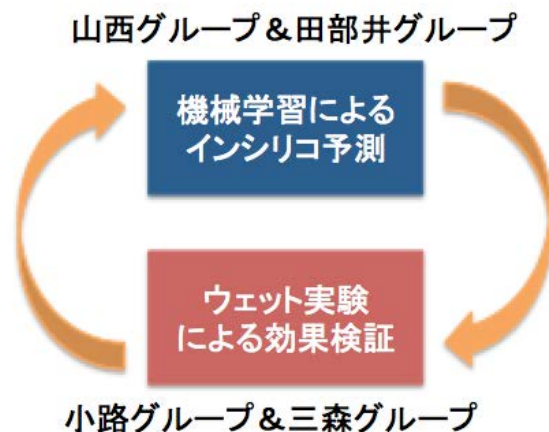 山西グループ&田部井グループ
機械学習による
インシリコ予測
ウェット実験
による効果検証
小路グループ&三森グループ